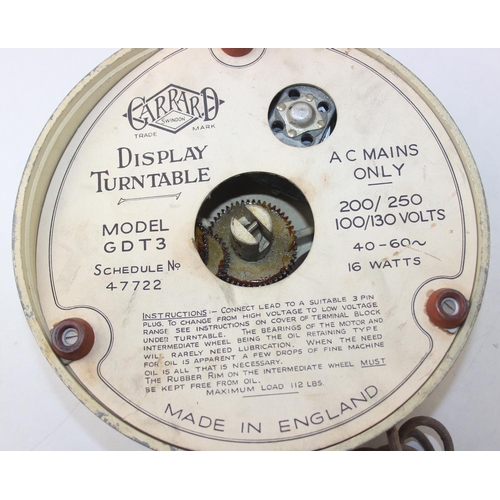 GARRARD
SWINDON
TRADE MARK
DISPLAY
TURNTABLE
MODEL
GDT3
SCHEDULE No
47722
AC MAINS
ONLY
200/250
100/130 VOLTS
40-60~
16 WATTS
INSTRUCTIONS:- CONNECT LEAD TO A SUITABLE 3 PIN
PLUG. TO CHANGE FROM HIGH VOLTAGE TO LOW VOLTAGE
RANGE SEE INSTRUCTIONS ON COVER OF TERMINAL BLOCK
UNDER TURNTABLE. THE BEARINGS OF THE MOTOR AND
INTERMEDIATE WHEEL BEING THE OIL RETAINING TYPE
WILL RARELY NEED LUBRICATION. WHEN THE NEED
FOR OIL IS APPARENT A FEW DROPS OF FINE MACHINE
OIL IS ALL THAT IS NECESSARY.
THE RUBBER RIM ON THE INTERMEDIATE WHEEL MUST
BE KEPT FREE FROM OIL.
MAXIMUM LOAD 112 LBS.
MADE IN ENGLAND